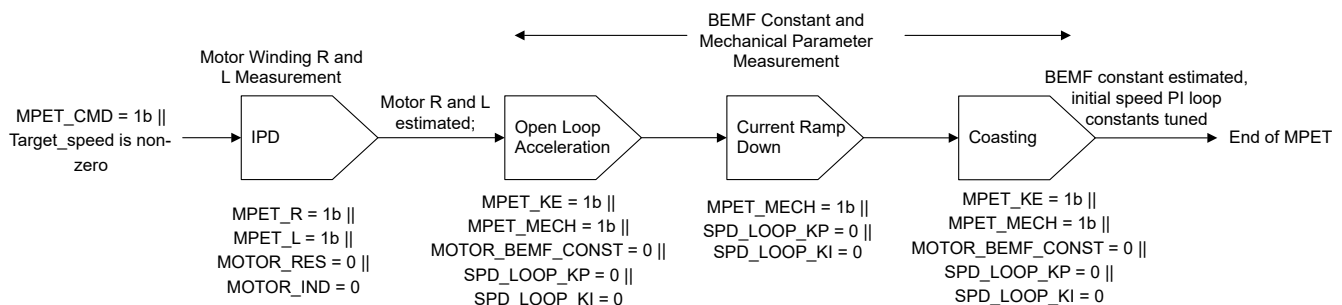 BEMF Constant and
Mechanical Parameter
Measurement
Motor Winding R and
L Measurement
MPET_CMD = 1b ||
Target_speed is non-
zero
IPD
Motor R and L
estimated;
Open Loop
Acceleration
Current Ramp
Down
Coasting
BEMF constant estimated,
initial speed PI loop
constants tuned
End of MPET
MPET_R = 1b ||
MPET_L = 1b ||
MOTOR_RES = 0 ||
MOTOR_IND = 0
MPET_KE = 1b ||
MPET_MECH = 1b ||
MOTOR_BEMF_CONST = 0 ||
SPD_LOOP_KP = 0 ||
SPD_LOOP_KI = 0
MPET_MECH = 1b ||
SPD_LOOP_KP = 0 ||
SPD_LOOP_KI = 0
MPET_KE = 1b ||
MPET_MECH = 1b ||
MOTOR_BEMF_CONST = 0 ||
SPD_LOOP_KP = 0 ||
SPD_LOOP_KI = 0